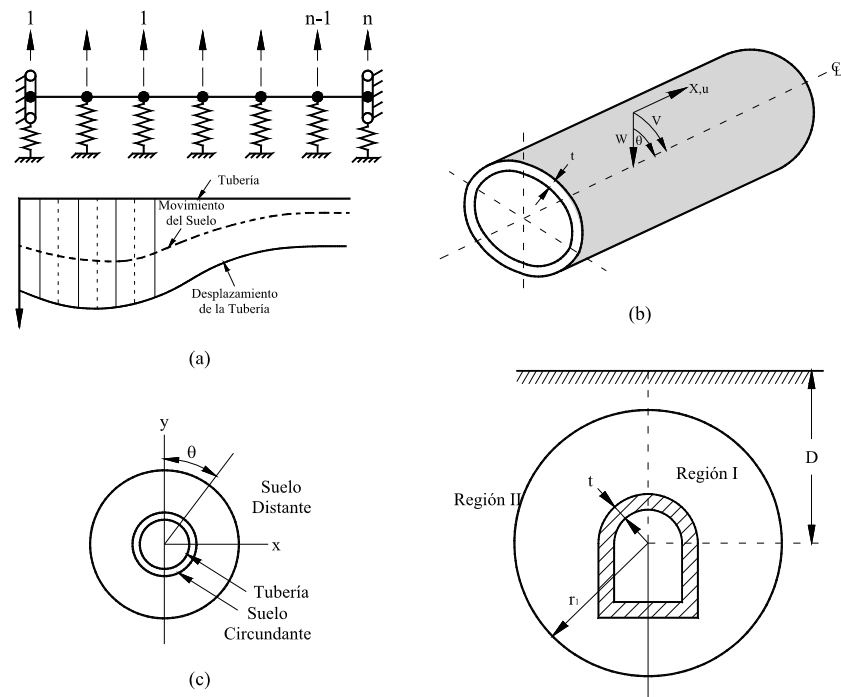 1
1
n-1
n
Tubería
Movimiento
del Suelo
Desplazamiento
de la Tubería
(a)
℄
X,u
V
W
θ
t
(b)
y
θ
Suelo
Distante
x
Tubería
Suelo
Circundante
(c)
D
t
Región I
Región II
r₁